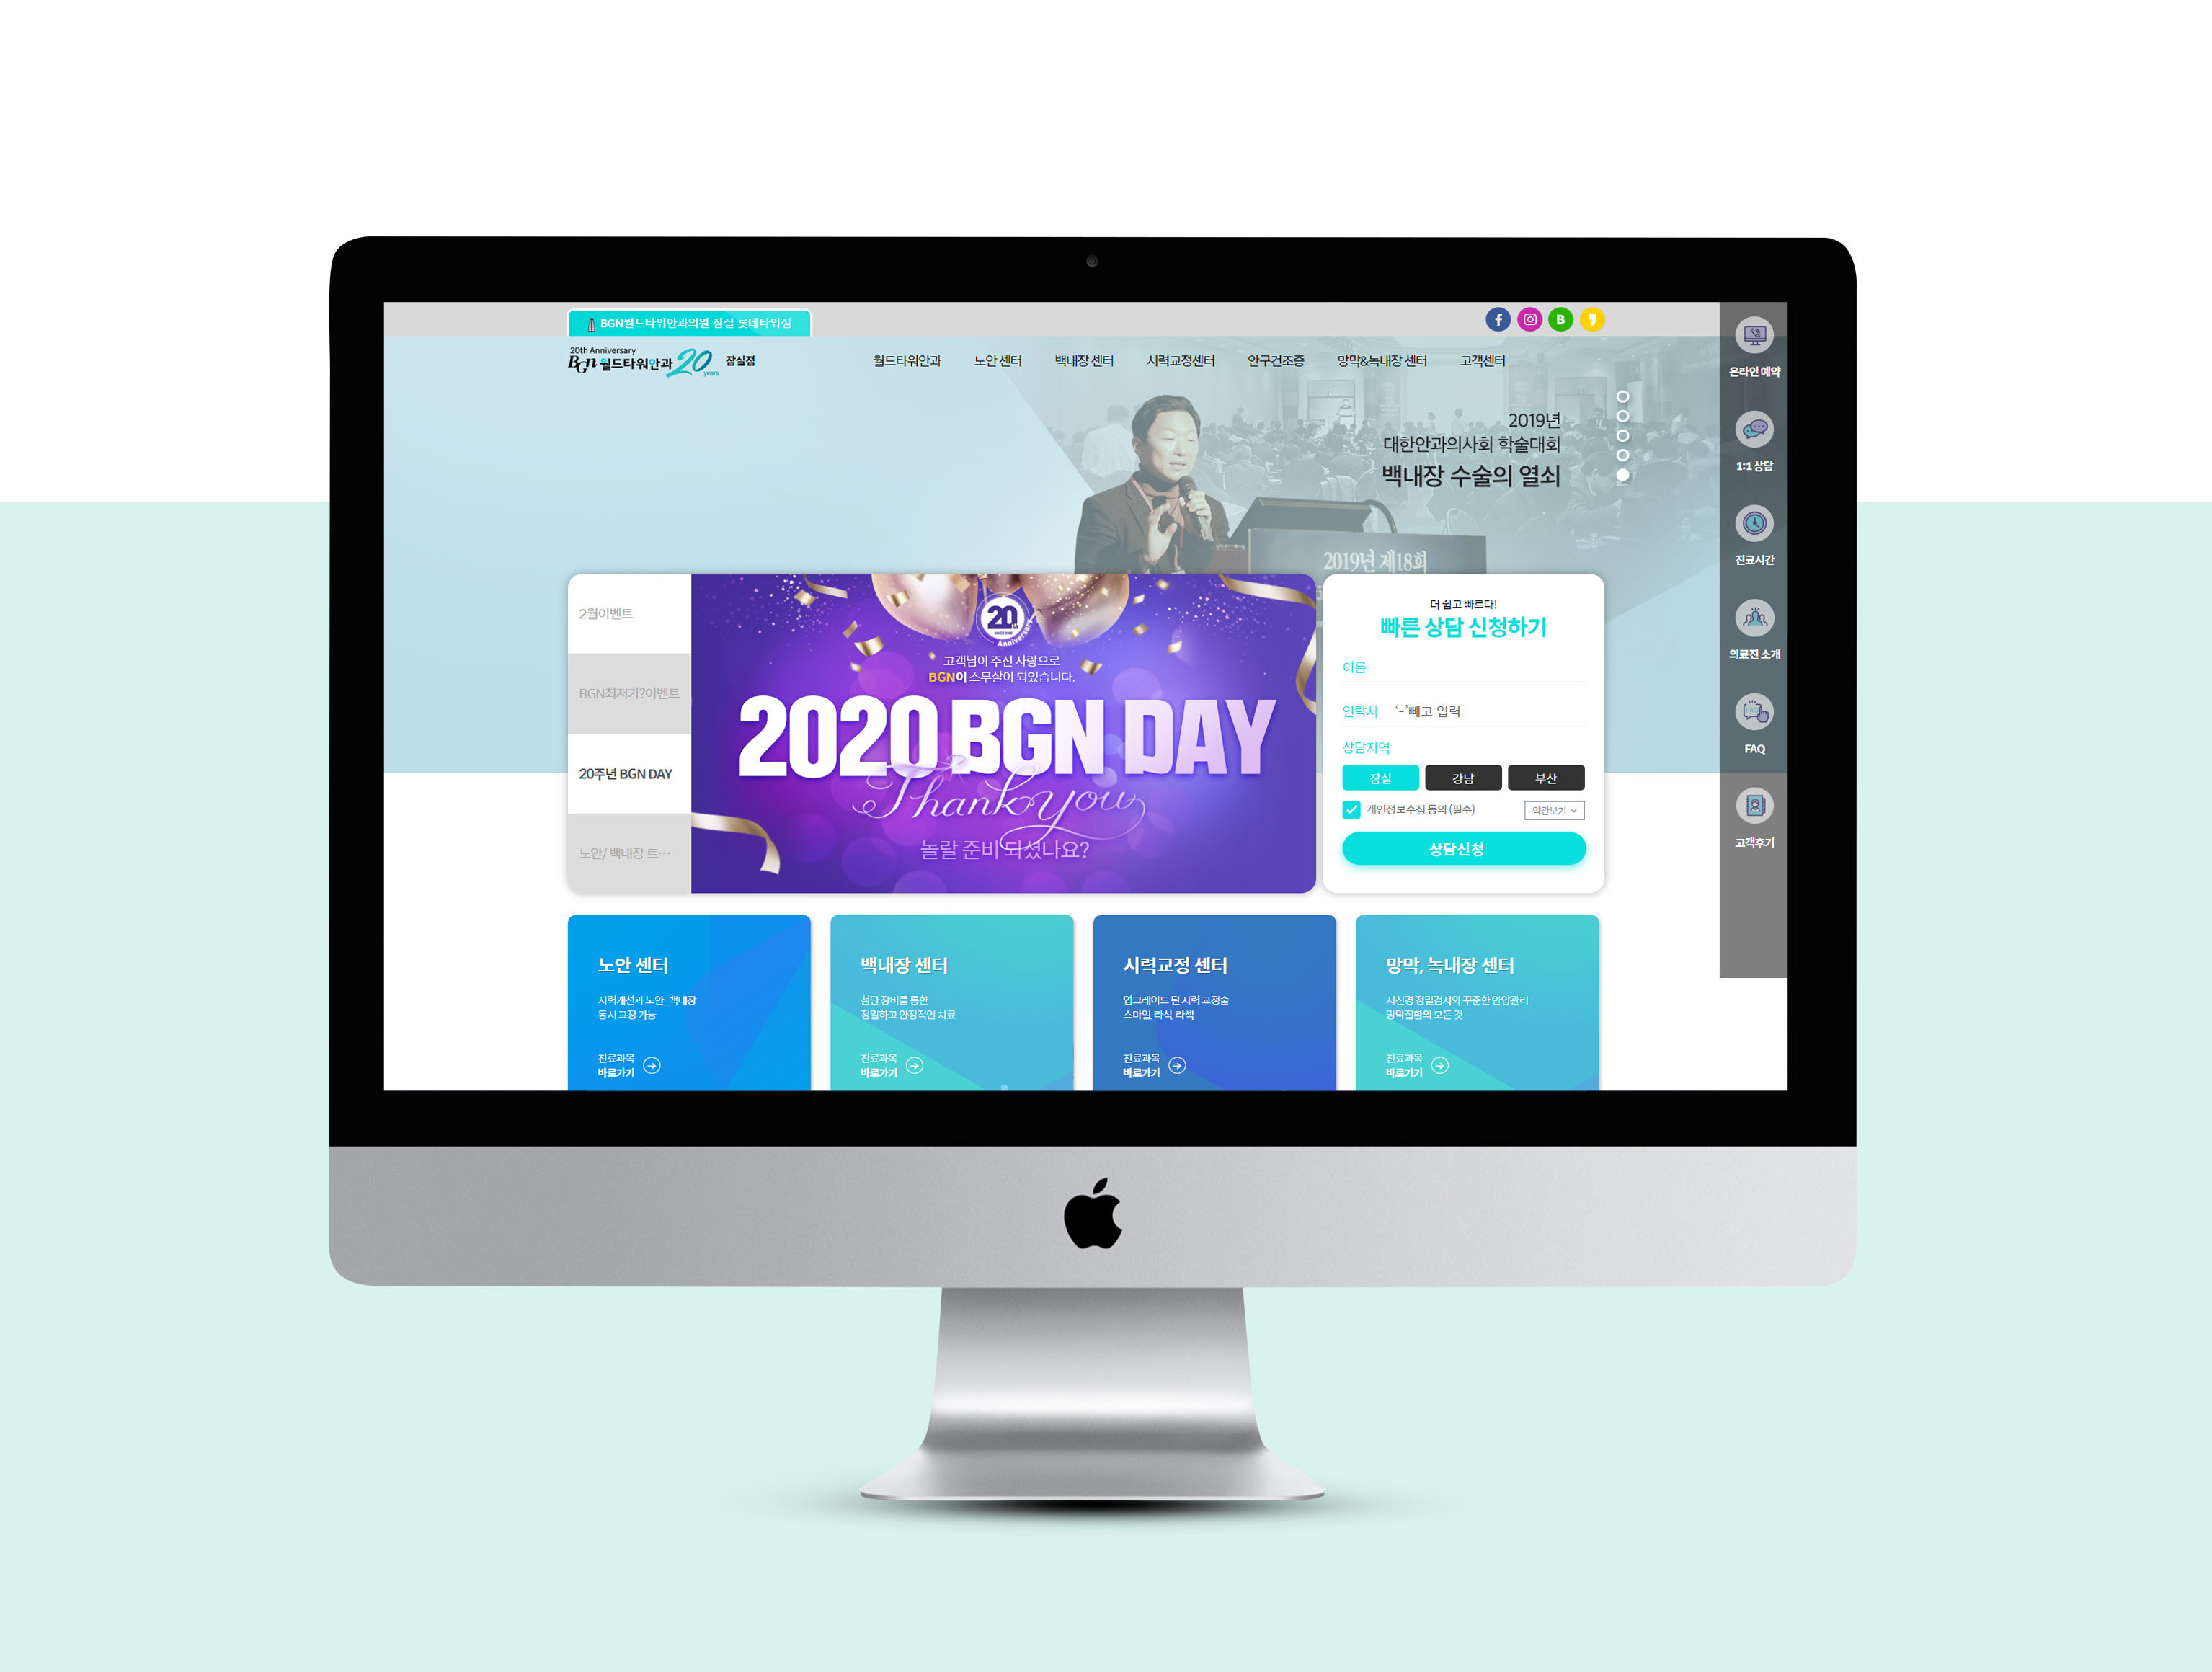 BGN월드타워안과의원 잠실 롯데타워점
20th Anniversary
BGN 월드타워안과 20 years 잠실점
월드타워안과 노안 센터 백내장 센터 시력교정센터 안구건조증 망막&녹내장 센터 고객센터
2019년
대한안과의사회 학술대회
백내장 수술의 열쇠
2019년 제18회
온라인 예약
1:1 상담
진료시간
의료진 소개
FAQ
고객후기
2월이벤트
BGN최저가?이벤트
20주년 BGN DAY
노안/ 백내장 트…
20th
SINCE 2000
Anniversary
고객님이 주신 사랑으로
BGN이 스무살이 되었습니다.
2020 BGN DAY
Thank you
놀랄 준비 되셨나요?
더 쉽고 빠르다!
빠른 상담 신청하기
이름
연락처 '-'빼고 입력
상담지역
잠실 강남 부산
개인정보수집 동의 (필수) 약관보기
상담신청
노안 센터
시력개선과 노안·백내장
동시 교정 가능
진료과목
바로가기
백내장 센터
첨단 장비를 통한
정밀하고 안정적인 치료
진료과목
바로가기
시력교정 센터
업그레이드 된 시력 교정술
스마일, 라식, 라섹
진료과목
바로가기
망막, 녹내장 센터
시신경 정밀검사와 꾸준한 안압관리
망막질환의 모든 것
진료과목
바로가기